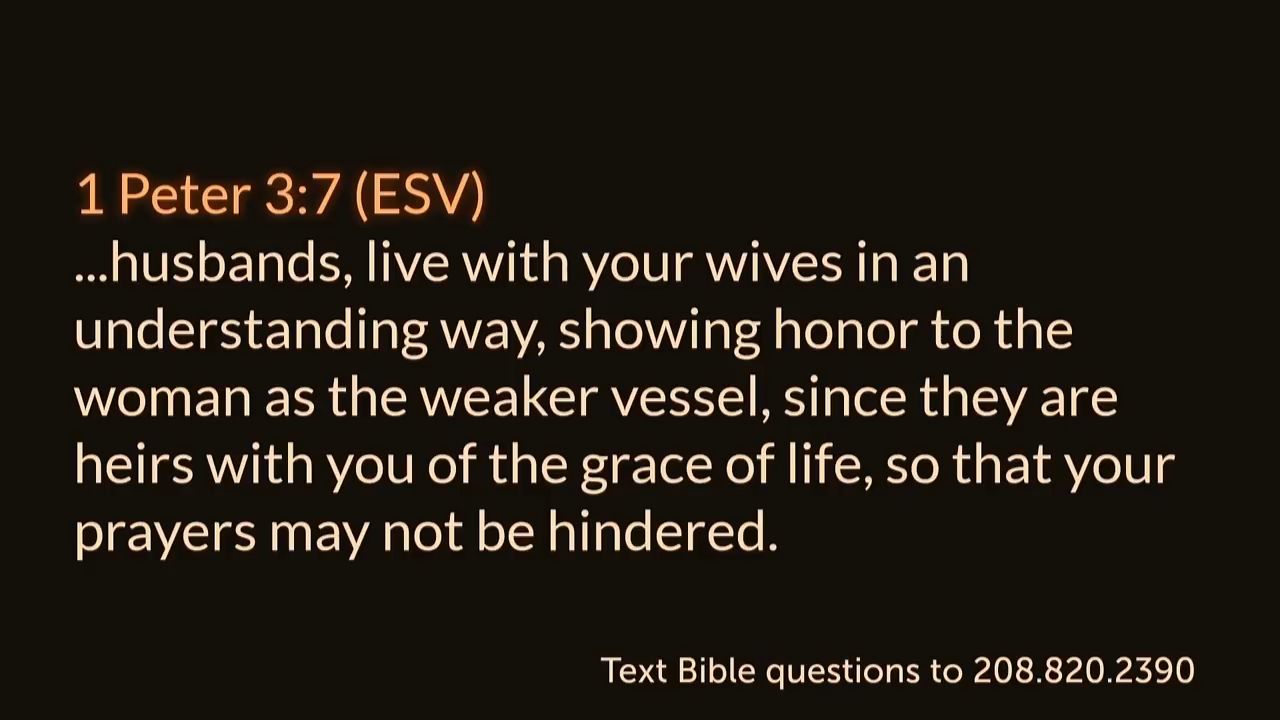 1 Peter 3:7 (ESV)
...husbands, live with your wives in an
understanding way, showing honor to the
woman as the weaker vessel, since they are
heirs with you of the grace of life, so that your
prayers may not be hindered.
Text Bible questions to 208.820.2390